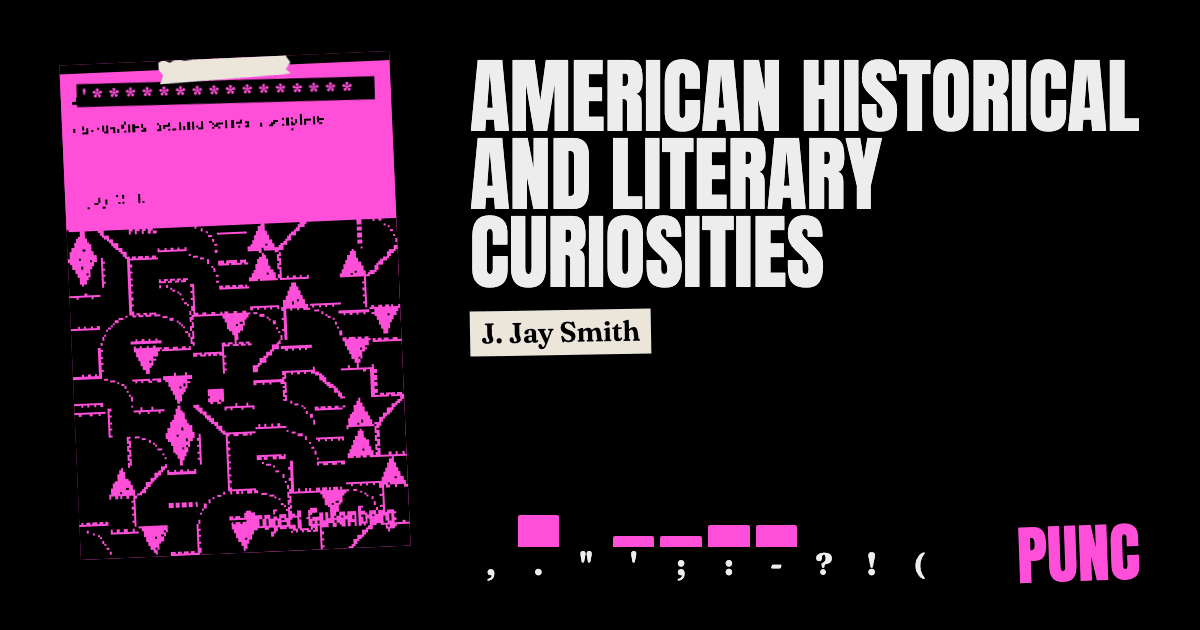 '****************
AMERICAN HISTORICAL
AND LITERARY
CURIOSITIES
J. Jay Smith
Project Gutenberg
, . " ' ; : - ? ! (
PUNC